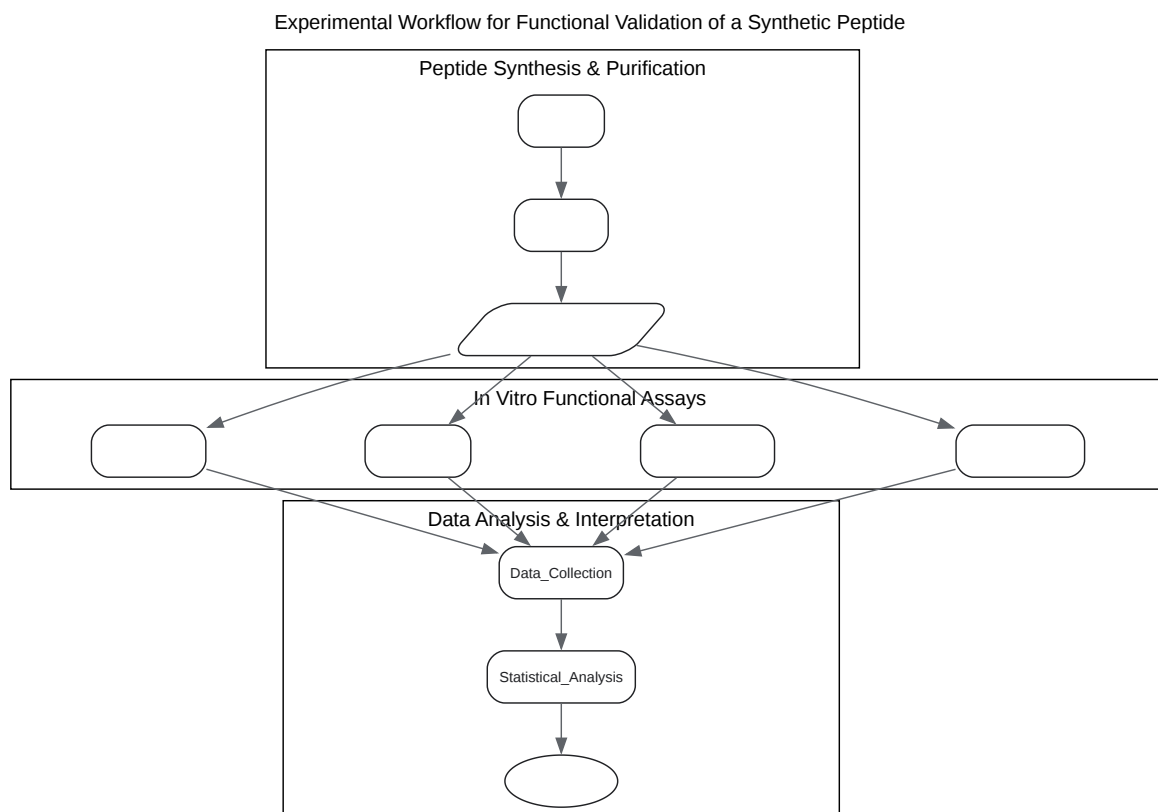 Experimental Workflow for Functional Validation of a Synthetic Peptide
Peptide Synthesis & Purification
In Vitro Functional Assays
Data Analysis & Interpretation
Data_Collection
Statistical_Analysis